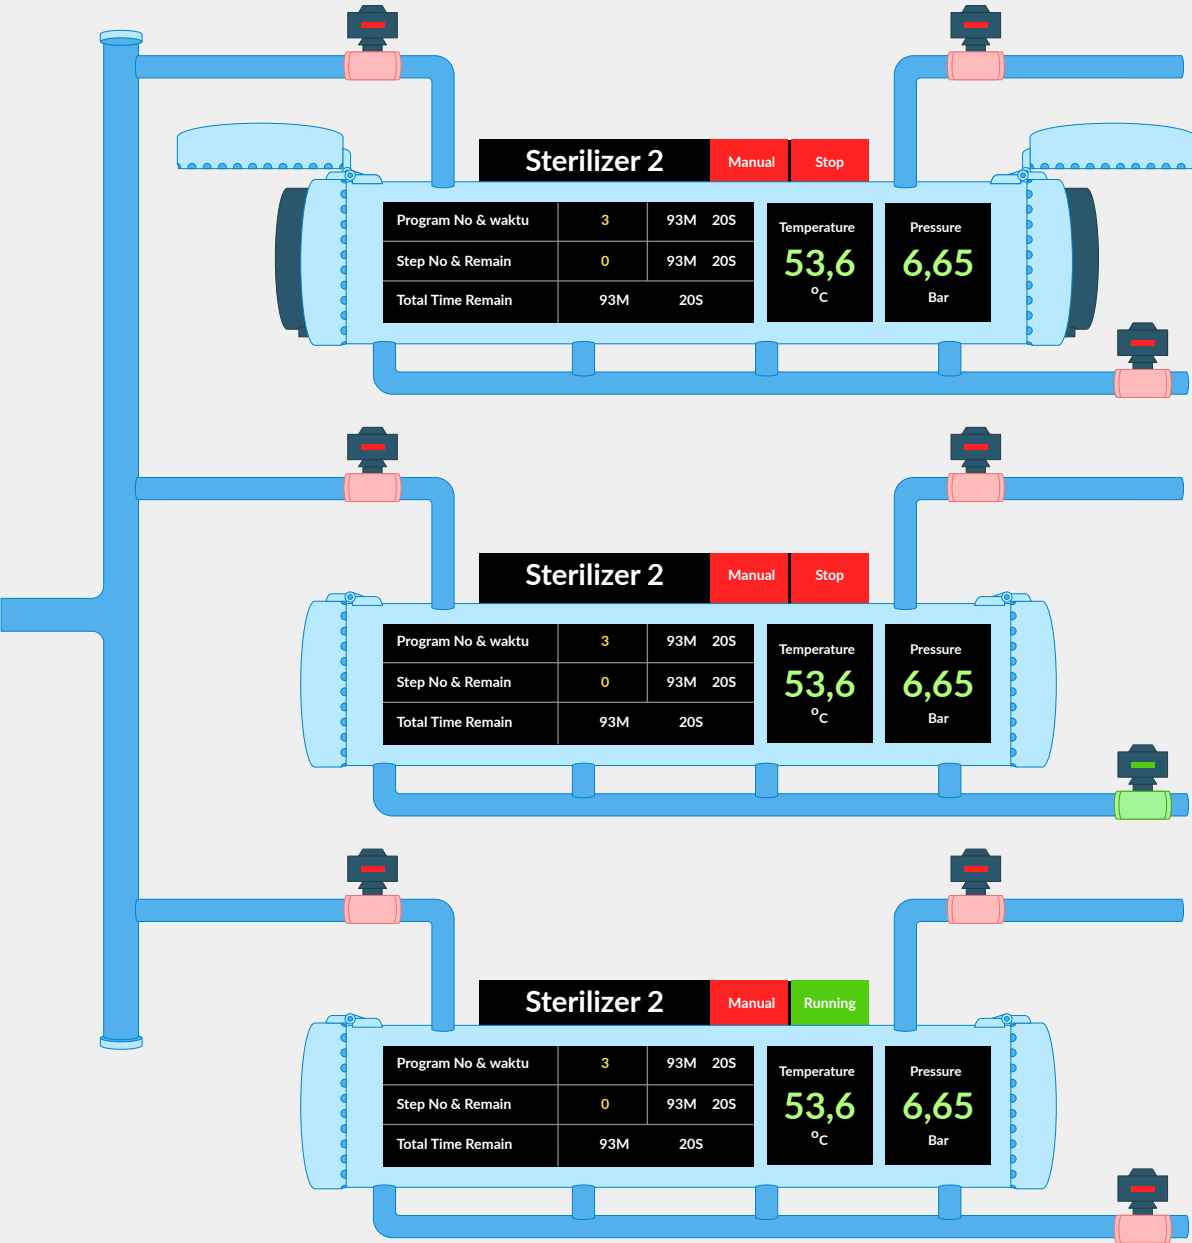 Sterilizer 2 Manual Stop
Program No & waktu 3 93M 20S
Step No & Remain 0 93M 20S
Total Time Remain 93M 20S
Temperature
53,6
°C
Pressure
6,65
Bar
Sterilizer 2 Manual Stop
Program No & waktu 3 93M 20S
Step No & Remain 0 93M 20S
Total Time Remain 93M 20S
Temperature
53,6
°C
Pressure
6,65
Bar
Sterilizer 2 Manual Running
Program No & waktu 3 93M 20S
Step No & Remain 0 93M 20S
Total Time Remain 93M 20S
Temperature
53,6
°C
Pressure
6,65
Bar